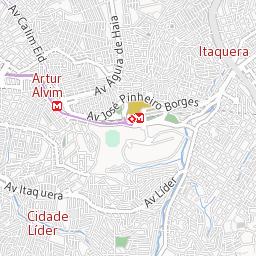 Av Calim Eid
Av Águia de Haia
Itaquera
Artur
Alvim
Av José Pinheiro Borges
Av Itaquera
Av Líder
Cidade
Líder